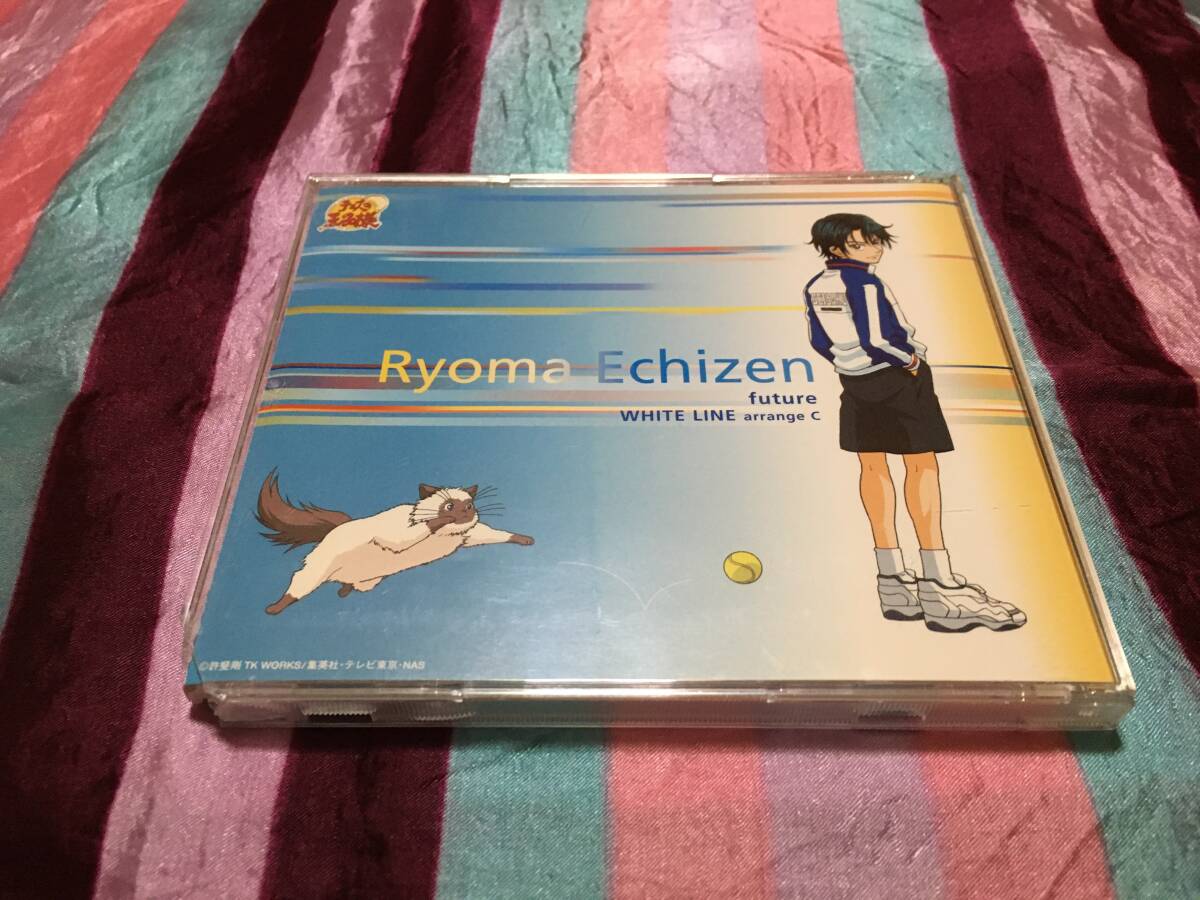 テニスの
王子様
Ryoma Echizen
future
WHITE LINE arrange C
©許斐剛 TK WORKS/集英社・テレビ東京・NAS